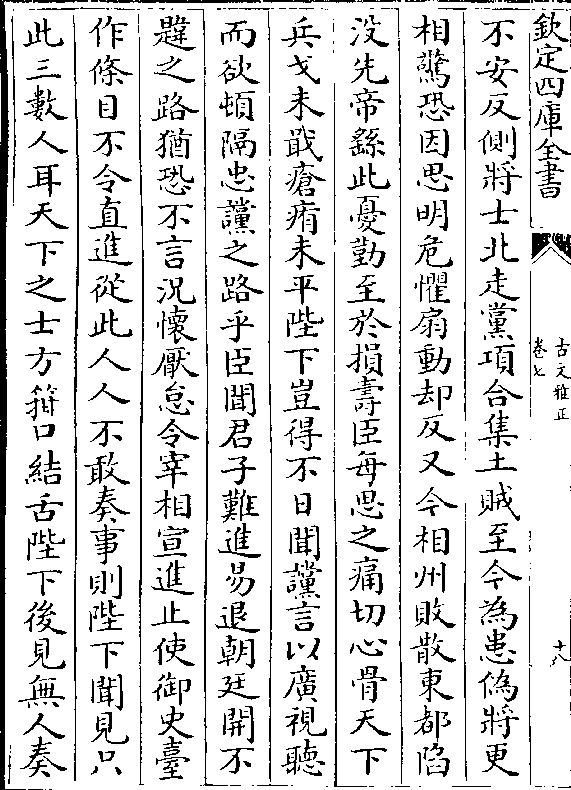 欽定四庫全書
古文雅正
卷七
十八
不安反側將士北走黨項合集土賊至今為患偽將更
相驚恐因思明危懼扇動却反又令相州敗散東都陷
没先帝繇此憂勤至於損壽臣每思之痛切心骨天下
兵戈未戢瘡痏未平陛下豈得不日聞讜言以廣視聽
而欲頓隔忠讜之路乎臣聞君子難進易退朝廷開不
諱之路猶恐不言況懷厭怠令宰相宣進止使御史臺
作條目不令直進從此人人不敢奏事則陛下聞見只
此三數人耳天下之士方箝口結舌陛下後見無人奏